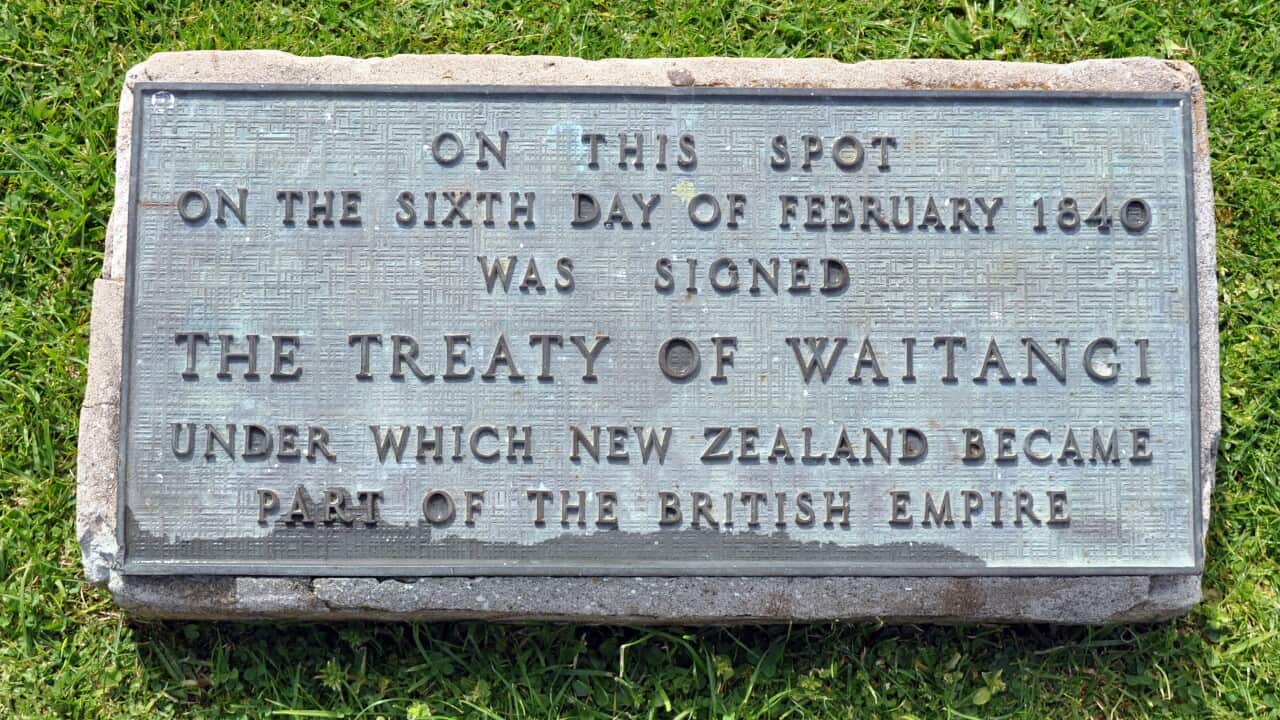 ON THIS SPOT
ON THE SIXTH DAY OF FEBRUARY 1840
WAS SIGNED
THE TREATY OF WAITANGI
UNDER WHICH NEW ZEALAND BECAME
PART OF THE BRITISH EMPIRE